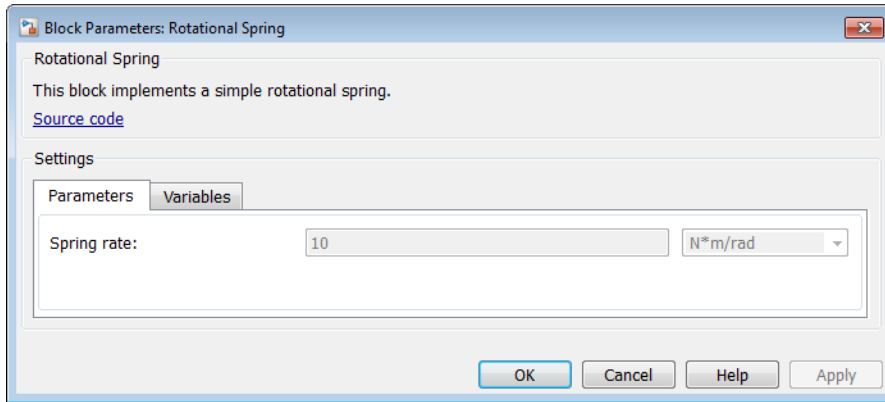 Block Parameters: Rotational Spring
Rotational Spring
This block implements a simple rotational spring.
Source code
Settings
Parameters Variables
Spring rate: 10 N*m/rad
OK Cancel Help Apply